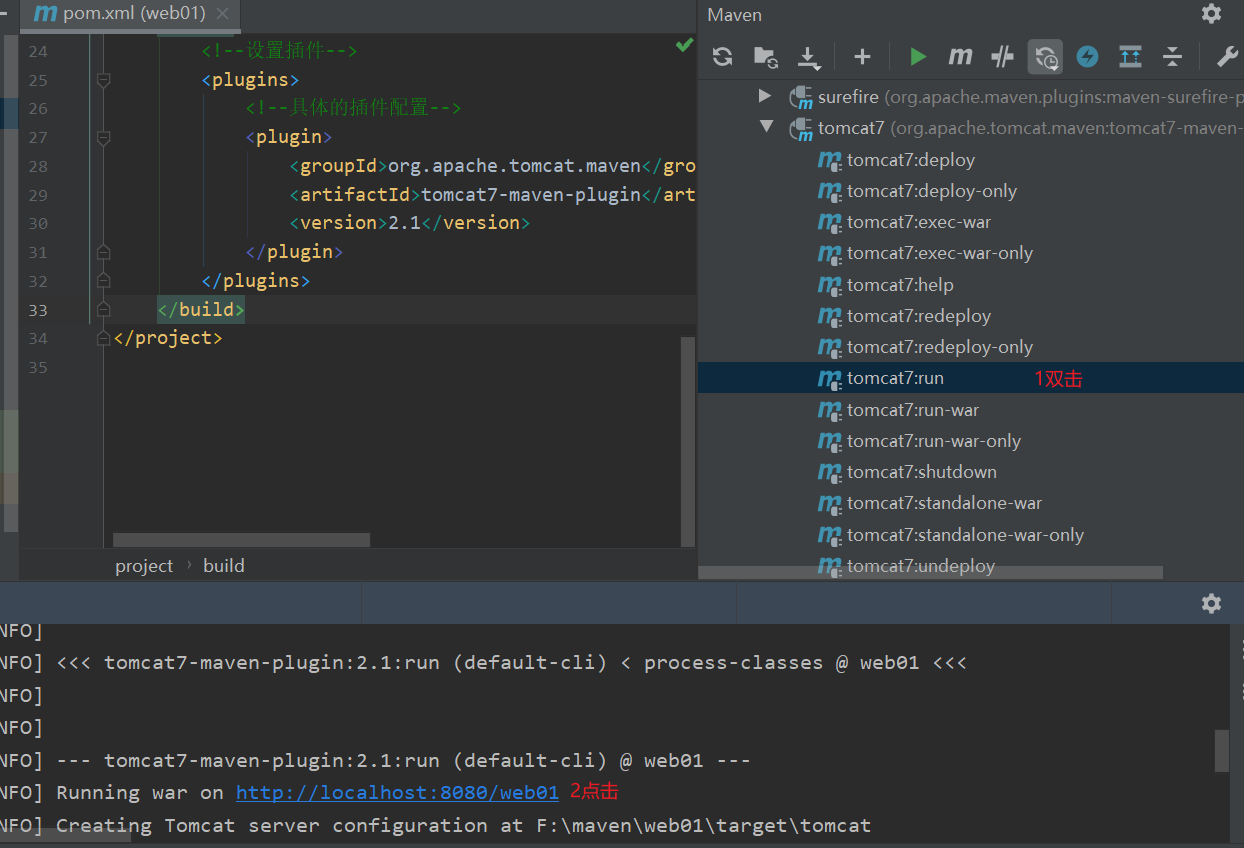 pom.xml (web01)
24 <!--设置插件-->
25 <plugins>
26 <!--具体的插件配置-->
27 <plugin>
28 <groupId>org.apache.tomcat.maven</gro
29 <artifactId>tomcat7-maven-plugin</art
30 <version>2.1</version>
31 </plugin>
32 </plugins>
33 </build>
34 </project>
35
project › build
Maven
surefire (org.apache.maven.plugins:maven-surefire-p
tomcat7 (org.apache.tomcat.maven:tomcat7-maven-
tomcat7:deploy
tomcat7:deploy-only
tomcat7:exec-war
tomcat7:exec-war-only
tomcat7:help
tomcat7:redeploy
tomcat7:redeploy-only
tomcat7:run 1双击
tomcat7:run-war
tomcat7:run-war-only
tomcat7:shutdown
tomcat7:standalone-war
tomcat7:standalone-war-only
tomcat7:undeploy
NFO]
NFO] <<< tomcat7-maven-plugin:2.1:run (default-cli) < process-classes @ web01 <<<
NFO]
NFO]
NFO] --- tomcat7-maven-plugin:2.1:run (default-cli) @ web01 ---
NFO] Running war on http://localhost:8080/web01 2点击
NFO] Creating Tomcat server configuration at F:\maven\web01\target\tomcat